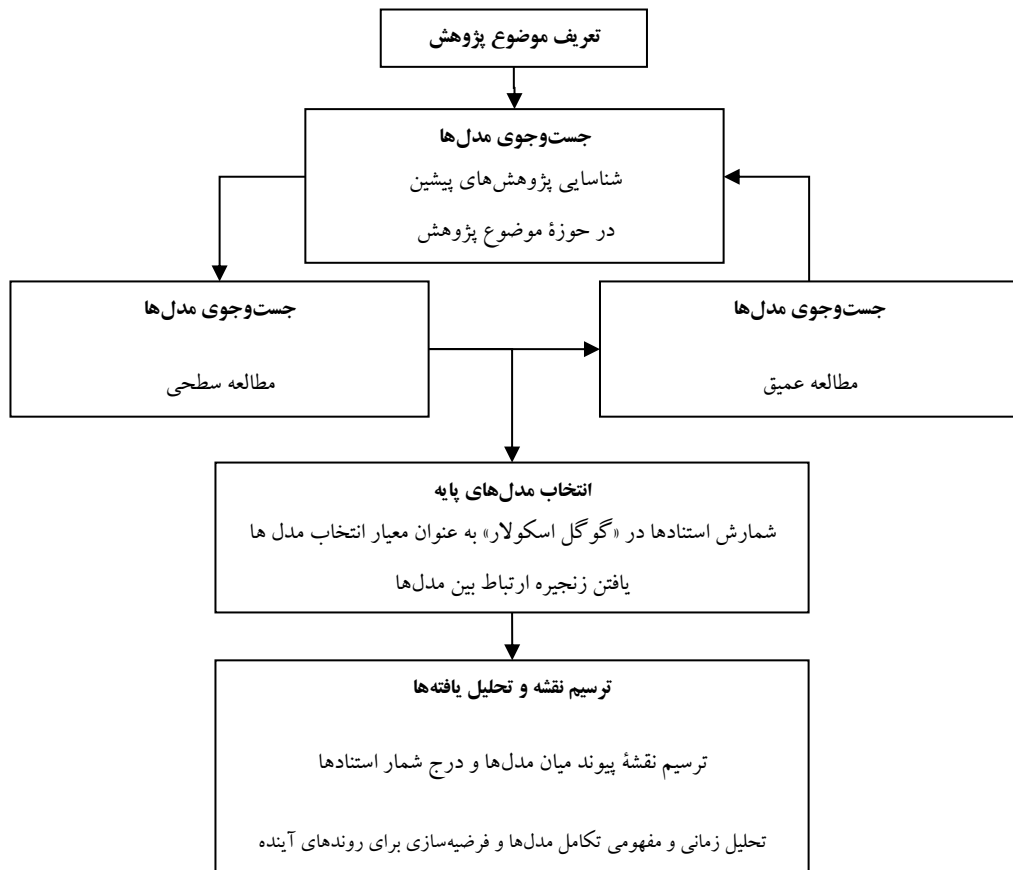 تعریف موضوع پژوهش
جست‌وجوی مدل‌ها
شناسایی پژوهش‌های پیشین
در حوزۀ موضوع پژوهش
جست‌وجوی مدل‌ها
مطالعه عمیق
جست‌وجوی مدل‌ها
مطالعه سطحی
انتخاب مدل‌های پایه
شمارش استنادها در «گوگل اسکولار» به عنوان معیار انتخاب مدل ها
یافتن زنجیره ارتباط بین مدل‌ها
ترسیم نقشه و تحلیل یافته‌ها
ترسیم نقشۀ پیوند میان مدل‌ها و درج شمار استنادها
تحلیل زمانی و مفهومی تکامل مدل‌ها و فرضیه‌سازی برای روندهای آینده